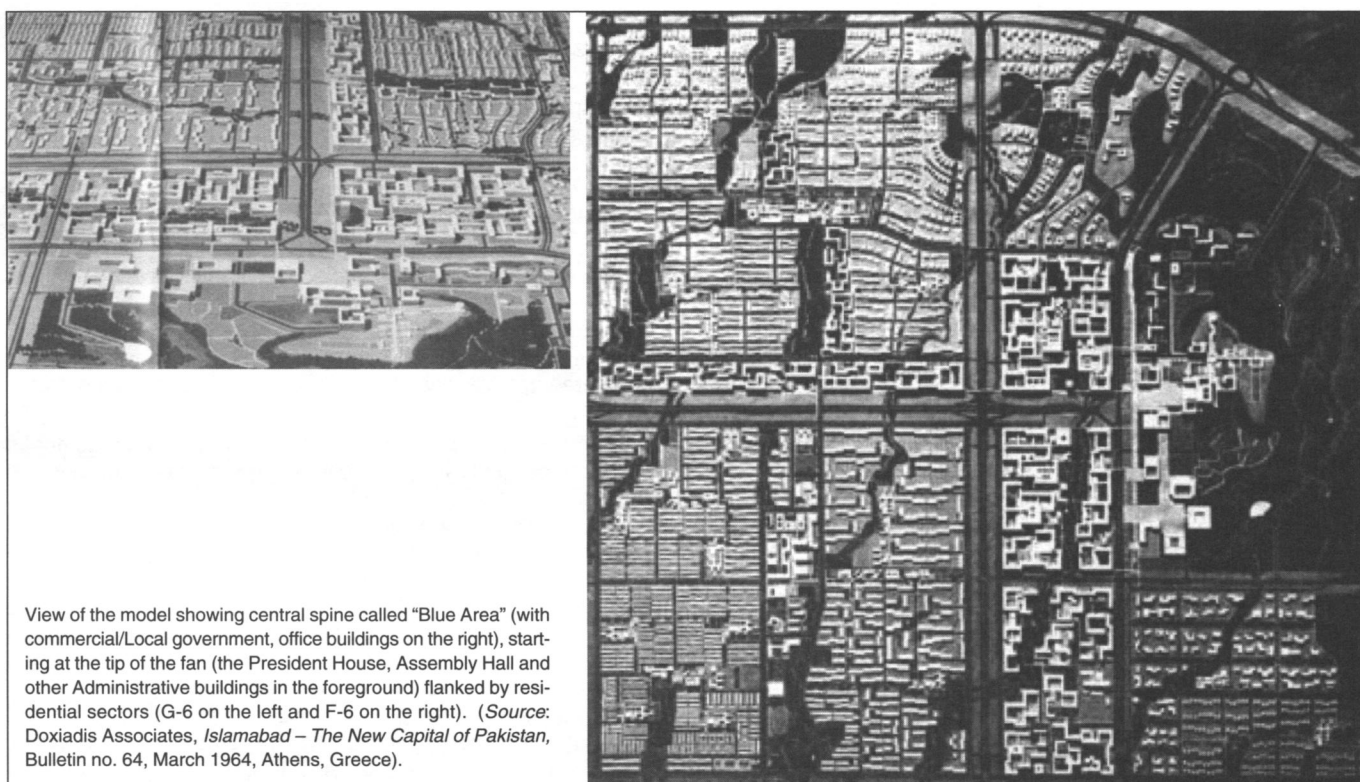 View of the model showing central spine called “Blue Area” (with
commercial/Local government, office buildings on the right), start-
ing at the tip of the fan (the President House, Assembly Hall and
other Administrative buildings in the foreground) flanked by resi-
dential sectors (G-6 on the left and F-6 on the right). (Source:
Doxiadis Associates, Islamabad – The New Capital of Pakistan,
Bulletin no. 64, March 1964, Athens, Greece).